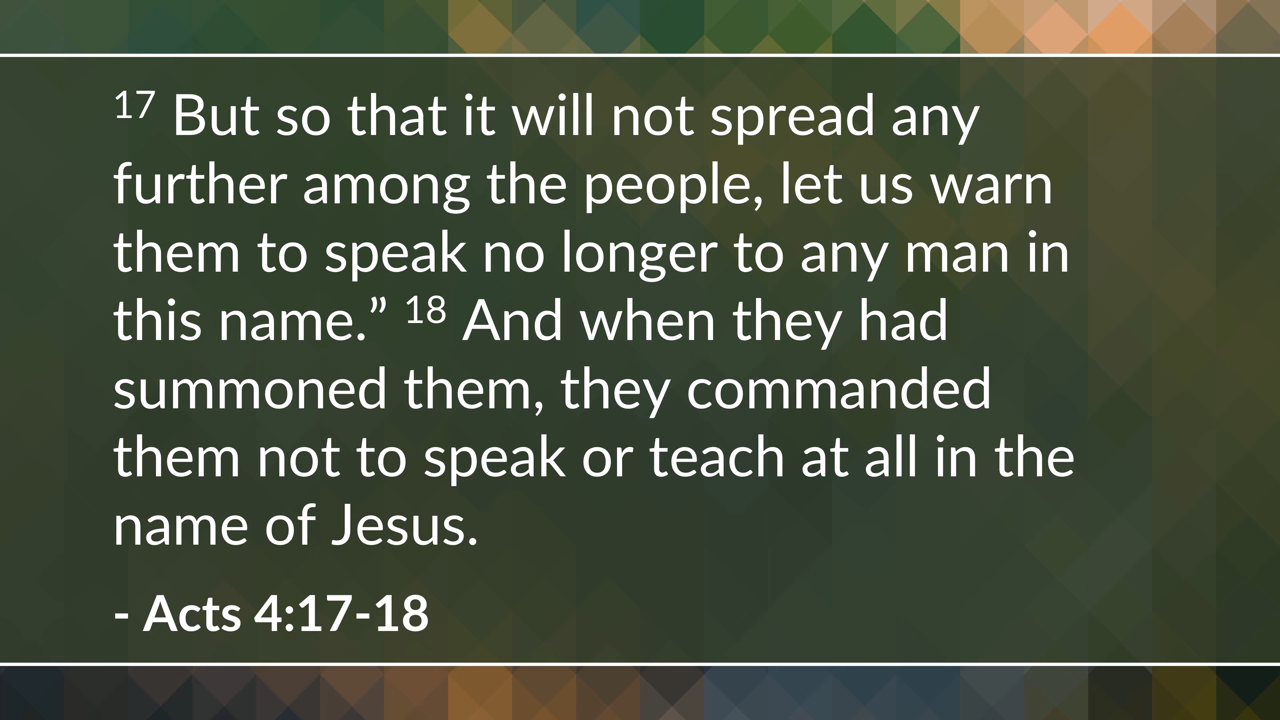 17 But so that it will not spread any
further among the people, let us warn
them to speak no longer to any man in
this name.” 18 And when they had
summoned them, they commanded
them not to speak or teach at all in the
name of Jesus.
- Acts 4:17-18